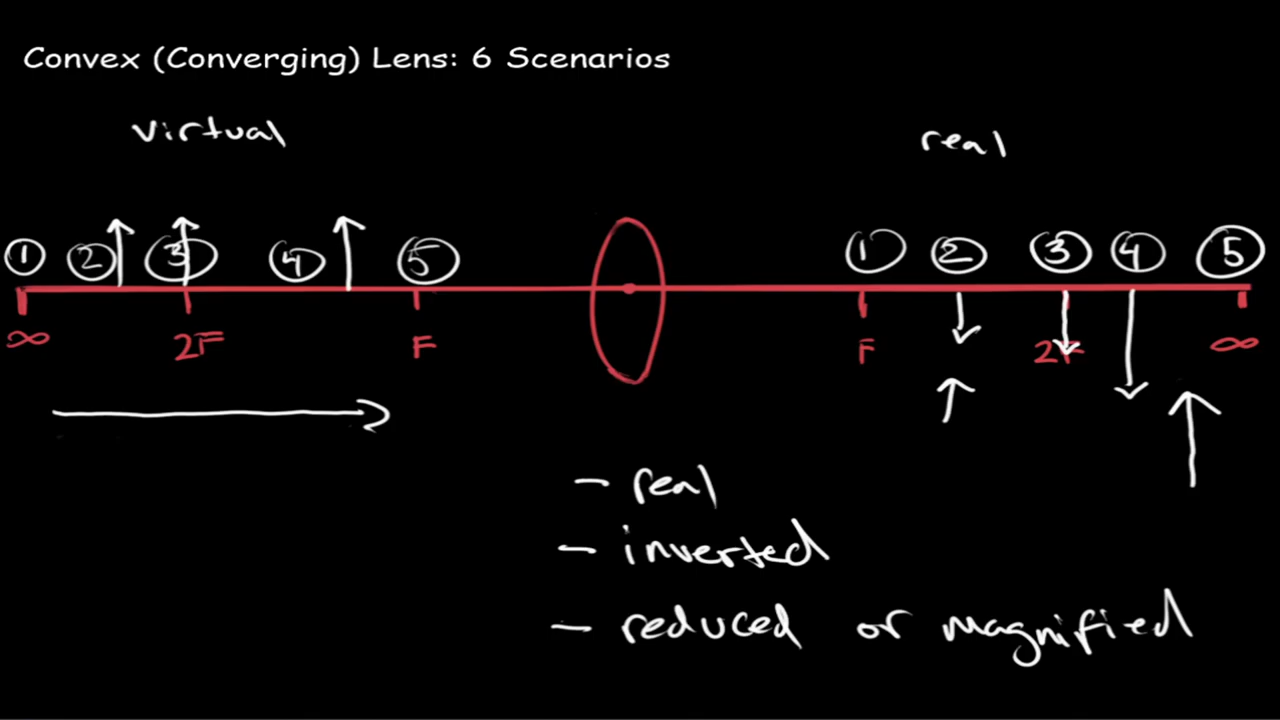 Convex (Converging) Lens: 6 Scenarios
virtual
real
① ② ③ ④ ⑤ ① ② ③ ④ ⑤
∞ 2F F F 2F ∞
- real
- inverted
- reduced or magnified